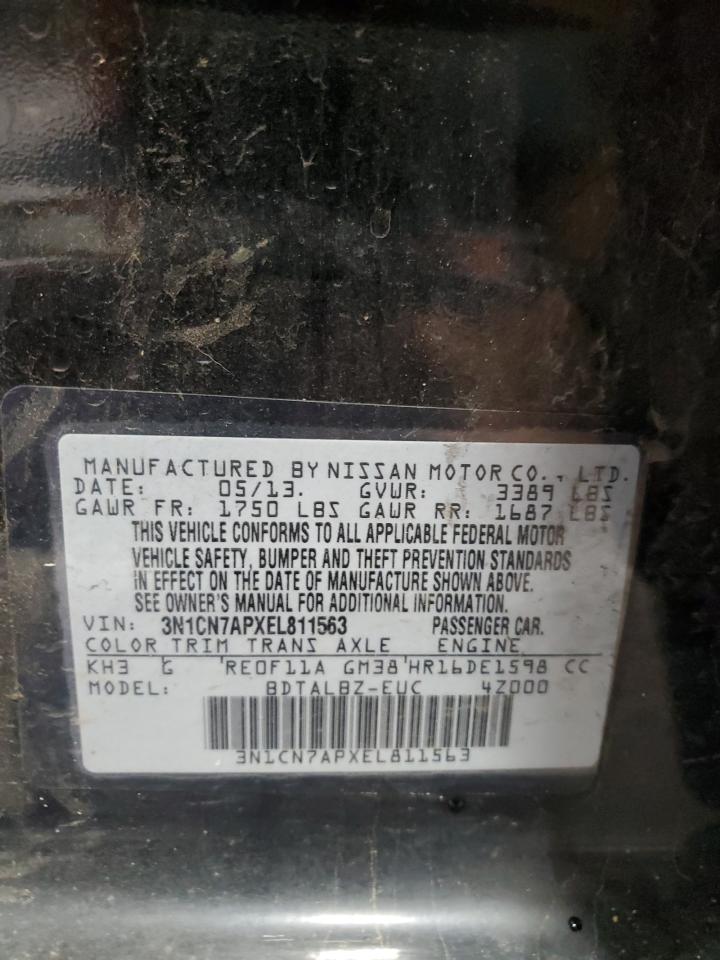 MANUFACTURED BY NISSAN MOTOR CO., LTD.
DATE: 05/13. GVWR: 3389 LBS
GAWR FR: 1750 LBS GAWR RR: 1687 LBS
THIS VEHICLE CONFORMS TO ALL APPLICABLE FEDERAL MOTOR
VEHICLE SAFETY, BUMPER AND THEFT PREVENTION STANDARDS
IN EFFECT ON THE DATE OF MANUFACTURE SHOWN ABOVE.
SEE OWNER'S MANUAL FOR ADDITIONAL INFORMATION.
VIN: 3N1CN7APXEL811563 PASSENGER CAR.
COLOR TRIM TRANS AXLE ENGINE
KH3 G RE0F11A GM38 HR16DE1598 CC
MODEL: BDTALBZ-EUC 4Z000
3N1CN7APXEL811563